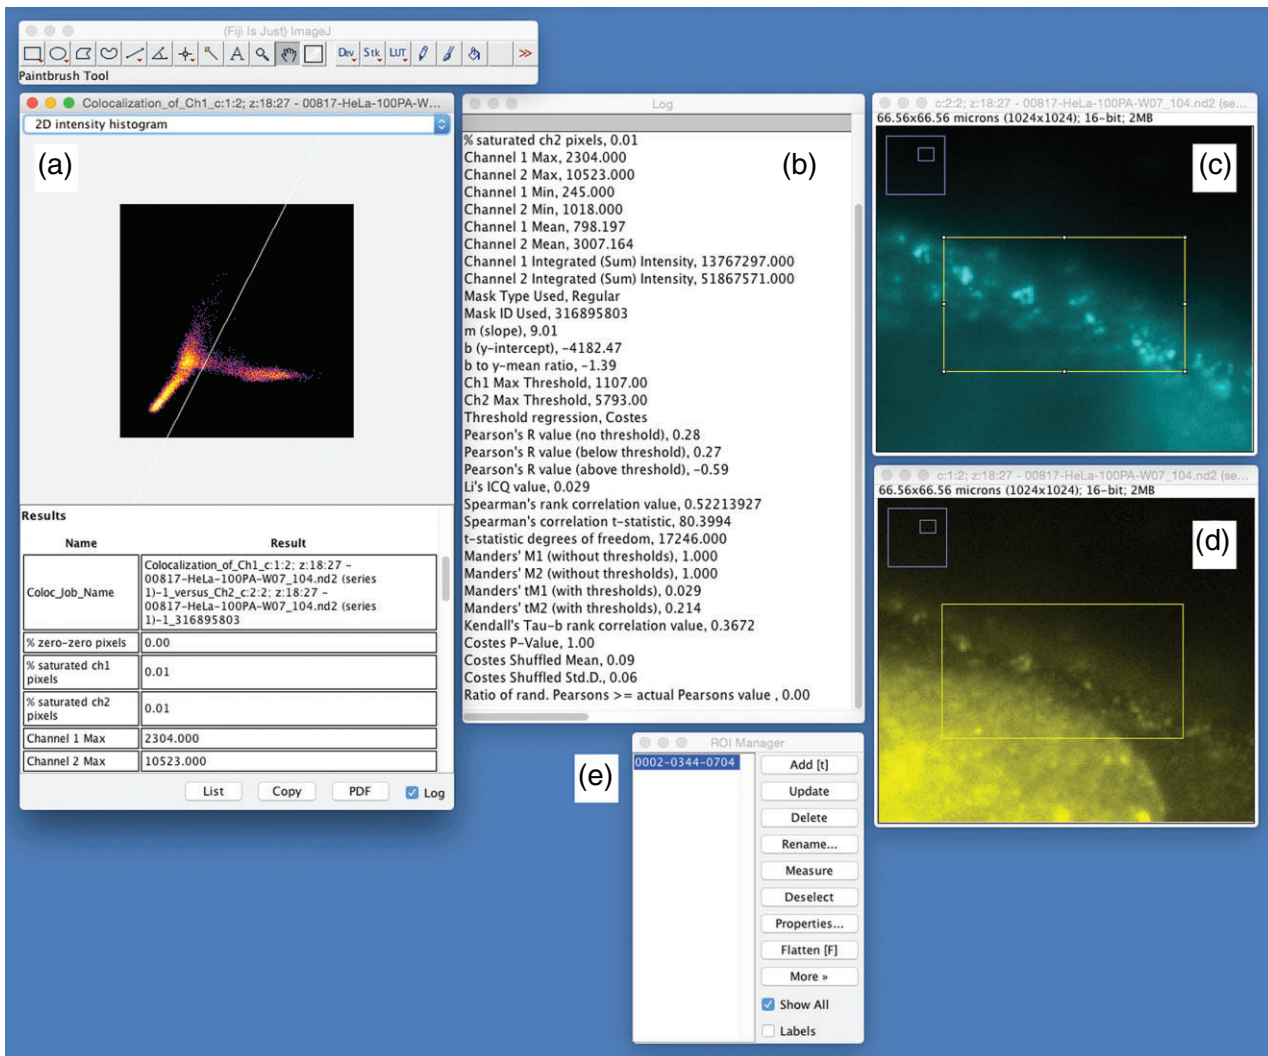 (Fiji Is Just) ImageJ
A
Dev
Stk
LUT
>>
Paintbrush Tool
Colocalization_of_Ch1_c:1:2; z:18:27 - 00817-HeLa-100PA-W...
2D intensity histogram
(a)
Results
Name Result
Coloc_Job_Name
Colocalization_of_Ch1_c:1:2; z:18:27 -
00817-HeLa-100PA-W07_104.nd2 (series
1)-1_versus_Ch2_c:2:2; z:18:27 -
00817-HeLa-100PA-W07_104.nd2 (series
1)-1_316895803
% zero-zero pixels 0.00
% saturated ch1
pixels
0.01
% saturated ch2
pixels
0.01
Channel 1 Max 2304.000
Channel 2 Max 10523.000
List Copy PDF Log
Log
(b)
% saturated ch2 pixels, 0.01
Channel 1 Max, 2304.000
Channel 2 Max, 10523.000
Channel 1 Min, 245.000
Channel 2 Min, 1018.000
Channel 1 Mean, 798.197
Channel 2 Mean, 3007.164
Channel 1 Integrated (Sum) Intensity, 13767297.000
Channel 2 Integrated (Sum) Intensity, 51867571.000
Mask Type Used, Regular
Mask ID Used, 316895803
m (slope), 9.01
b (y-intercept), -4182.47
b to y-mean ratio, -1.39
Ch1 Max Threshold, 1107.00
Ch2 Max Threshold, 5793.00
Threshold regression, Costes
Pearson's R value (no threshold), 0.28
Pearson's R value (below threshold), 0.27
Pearson's R value (above threshold), -0.59
Li's ICQ value, 0.029
Spearman's rank correlation value, 0.52213927
Spearman's correlation t-statistic, 80.3994
t-statistic degrees of freedom, 17246.000
Manders' M1 (without thresholds), 1.000
Manders' M2 (without thresholds), 1.000
Manders' tM1 (with thresholds), 0.029
Manders' tM2 (with thresholds), 0.214
Kendall's Tau-b rank correlation value, 0.3672
Costes P-Value, 1.00
Costes Shuffled Mean, 0.09
Costes Shuffled Std.D., 0.06
Ratio of rand. Pearsons >= actual Pearsons value , 0.00
c:2:2; z:18:27 - 00817-HeLa-100PA-W07_104.nd2 (se...
66.56x66.56 microns (1024x1024); 16-bit; 2MB
(c)
c:1:2; z:18:27 - 00817-HeLa-100PA-W07_104.nd2 (se...
66.56x66.56 microns (1024x1024); 16-bit; 2MB
(d)
ROI Manager
(e)
0002-0344-0704
Add [t]
Update
Delete
Rename...
Measure
Deselect
Properties...
Flatten [F]
More »
Show All
Labels